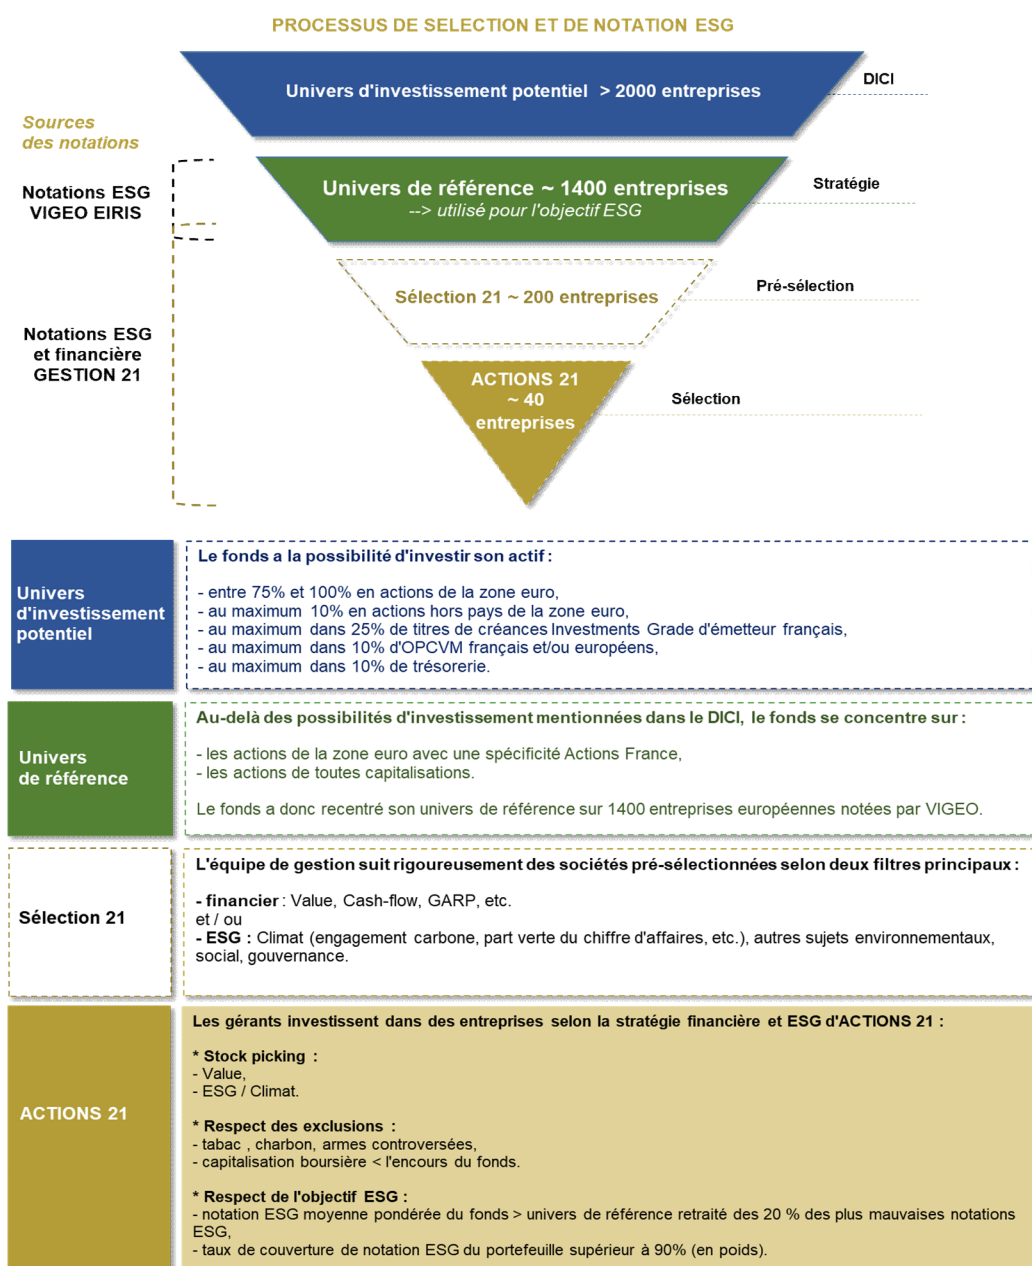 PROCESSUS DE SELECTION ET DE NOTATION ESG
Univers d'investissement potentiel > 2000 entreprises
DICI
Sources
des notations
Notations ESG
VIGEO EIRIS
Univers de référence ~ 1400 entreprises
--> utilisé pour l'objectif ESG
Stratégie
Sélection 21 ~ 200 entreprises
Pré-sélection
Notations ESG
et financière
GESTION 21
ACTIONS 21
~ 40
entreprises
Sélection
Univers
d'investissement
potentiel
Le fonds a la possibilité d'investir son actif :
- entre 75% et 100% en actions de la zone euro,
- au maximum 10% en actions hors pays de la zone euro,
- au maximum dans 25% de titres de créances Investments Grade d'émetteur français,
- au maximum dans 10% d'OPCVM français et/ou européens,
- au maximum dans 10% de trésorerie.
Univers
de référence
Au-delà des possibilités d'investissement mentionnées dans le DICI, le fonds se concentre sur :
- les actions de la zone euro avec une spécificité Actions France,
- les actions de toutes capitalisations.
Le fonds a donc recentré son univers de référence sur 1400 entreprises européennes notées par VIGEO.
Sélection 21
L'équipe de gestion suit rigoureusement des sociétés pré-sélectionnées selon deux filtres principaux :
- financier : Value, Cash-flow, GARP, etc.
et / ou
- ESG : Climat (engagement carbone, part verte du chiffre d'affaires, etc.), autres sujets environnementaux,
social, gouvernance.
ACTIONS 21
Les gérants investissent dans des entreprises selon la stratégie financière et ESG d'ACTIONS 21 :
* Stock picking :
- Value,
- ESG / Climat.
* Respect des exclusions :
- tabac , charbon, armes controversées,
- capitalisation boursière < l'encours du fonds.
* Respect de l'objectif ESG :
- notation ESG moyenne pondérée du fonds > univers de référence retraité des 20 % des plus mauvaises notations
ESG,
- taux de couverture de notation ESG du portefeuille supérieur à 90% (en poids).